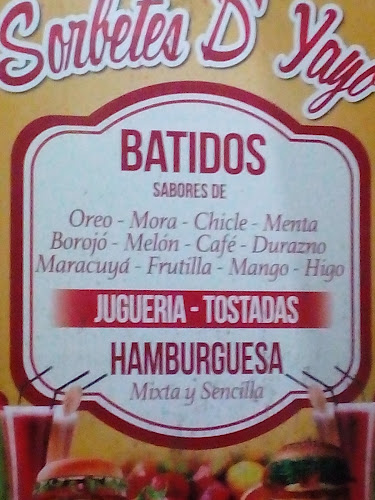 Sorbetes D' Yayo
BATIDOS
SABORES DE
Oreo - Mora - Chicle - Menta
Borojó - Melón - Café - Durazno
Maracuyá - Frutilla - Mango - Higo
JUGUERIA - TOSTADAS
HAMBURGUESA
Mixta y Sencilla